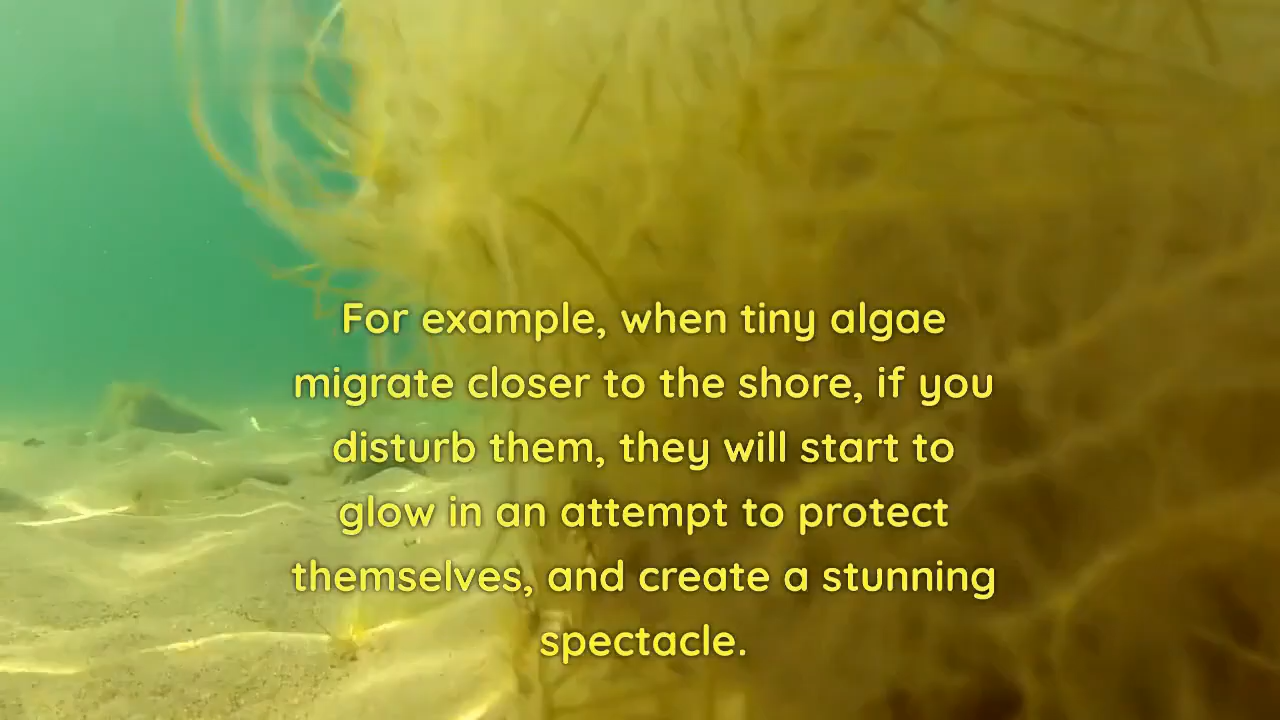 For example, when tiny algae
migrate closer to the shore, if you
disturb them, they will start to
glow in an attempt to protect
themselves, and create a stunning
spectacle.